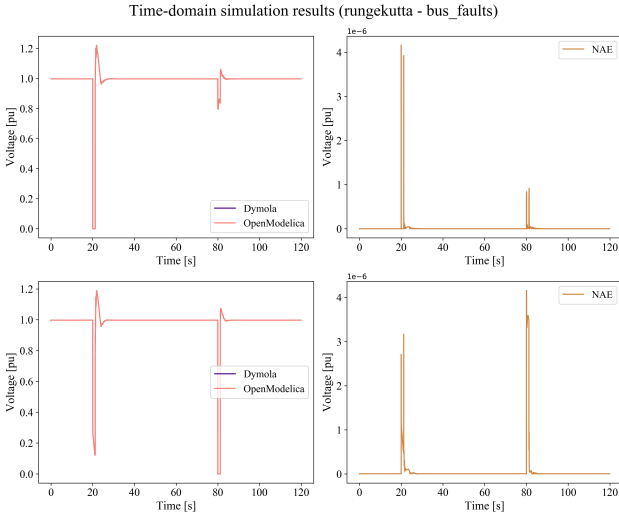 Time-domain simulation results (rungekutta - bus_faults)
Voltage [pu]
1.2
1.0
0.8
0.6
0.4
0.2
0.0
0 20 40 60 80 100 120
Time [s]
Dymola
OpenModelica
1e-6
Voltage [pu]
4
3
2
1
0
0 20 40 60 80 100 120
Time [s]
NAE
Voltage [pu]
1.2
1.0
0.8
0.6
0.4
0.2
0.0
0 20 40 60 80 100 120
Time [s]
Dymola
OpenModelica
1e-6
Voltage [pu]
4
3
2
1
0
0 20 40 60 80 100 120
Time [s]
NAE